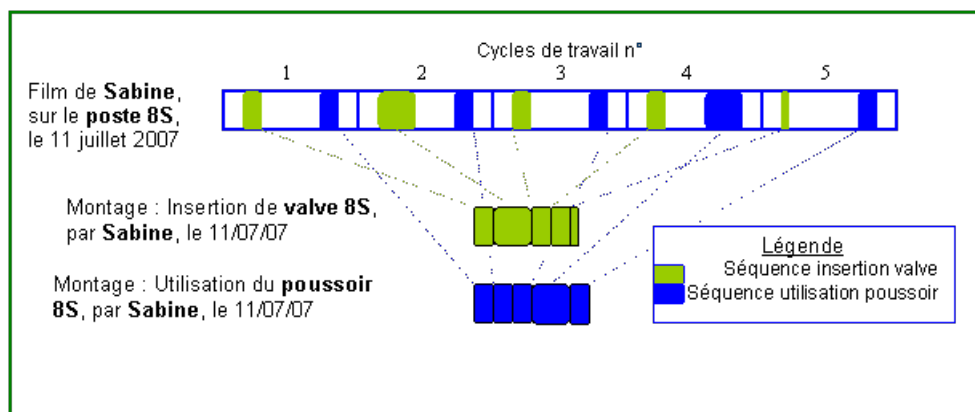 Cycles de travail n°
1 2 3 4 5
Film de Sabine,
sur le poste 8S,
le 11 juillet 2007
Montage : Insertion de valve 8S,
par Sabine, le 11/07/07
Montage : Utilisation du poussoir
8S, par Sabine, le 11/07/07
Légende
Séquence insertion valve
Séquence utilisation poussoir